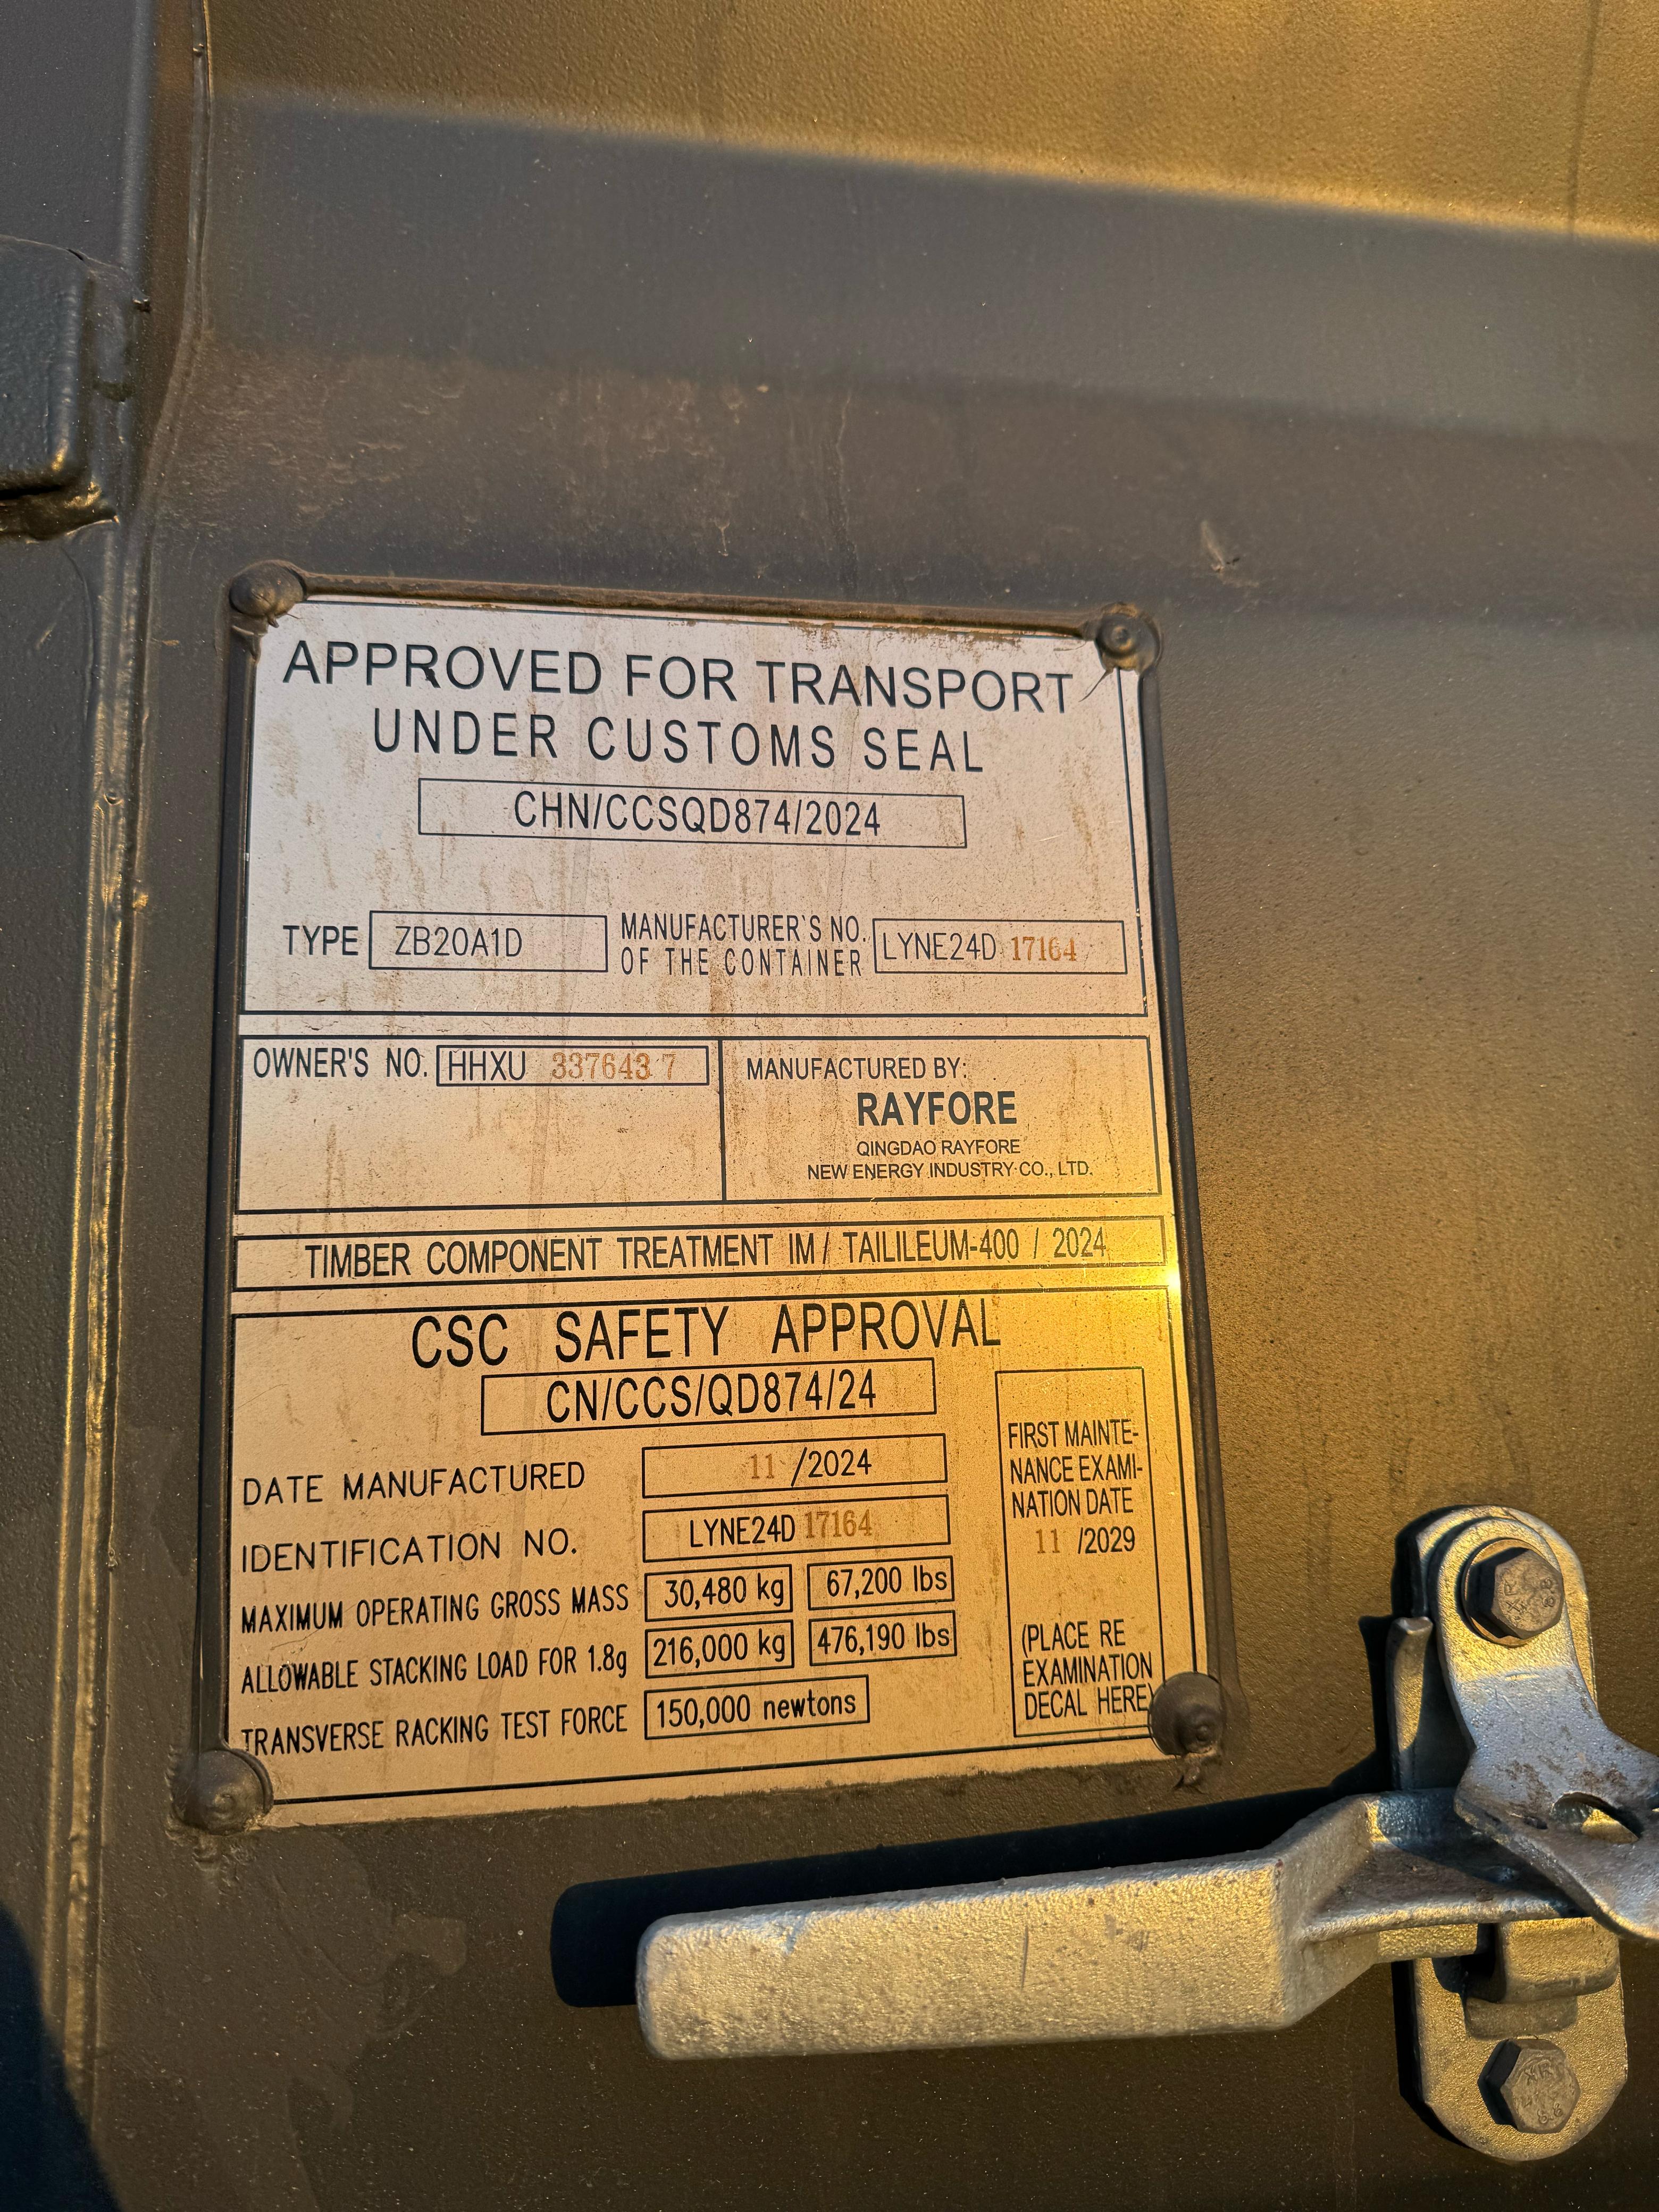 APPROVED FOR TRANSPORT
UNDER CUSTOMS SEAL
CHN/CCSQD874/2024
TYPE ZB20A1D
MANUFACTURER'S NO.
OF THE CONTAINER
LYNE24D 17164
OWNER'S NO. HHXU 337643 7
MANUFACTURED BY:
RAYFORE
QINGDAO RAYFORE
NEW ENERGY INDUSTRY CO., LTD.
TIMBER COMPONENT TREATMENT IM / TAILILEUM-400 / 2024
CSC SAFETY APPROVAL
CN/CCS/QD874/24
DATE MANUFACTURED 11 /2024
IDENTIFICATION NO. LYNE24D 17164
MAXIMUM OPERATING GROSS MASS 30,480 kg 67,200 lbs
ALLOWABLE STACKING LOAD FOR 1.8g 216,000 kg 476,190 lbs
TRANSVERSE RACKING TEST FORCE 150,000 newtons
FIRST MAINTE-
NANCE EXAMI-
NATION DATE
11 /2029
(PLACE RE
EXAMINATION
DECAL HERE)